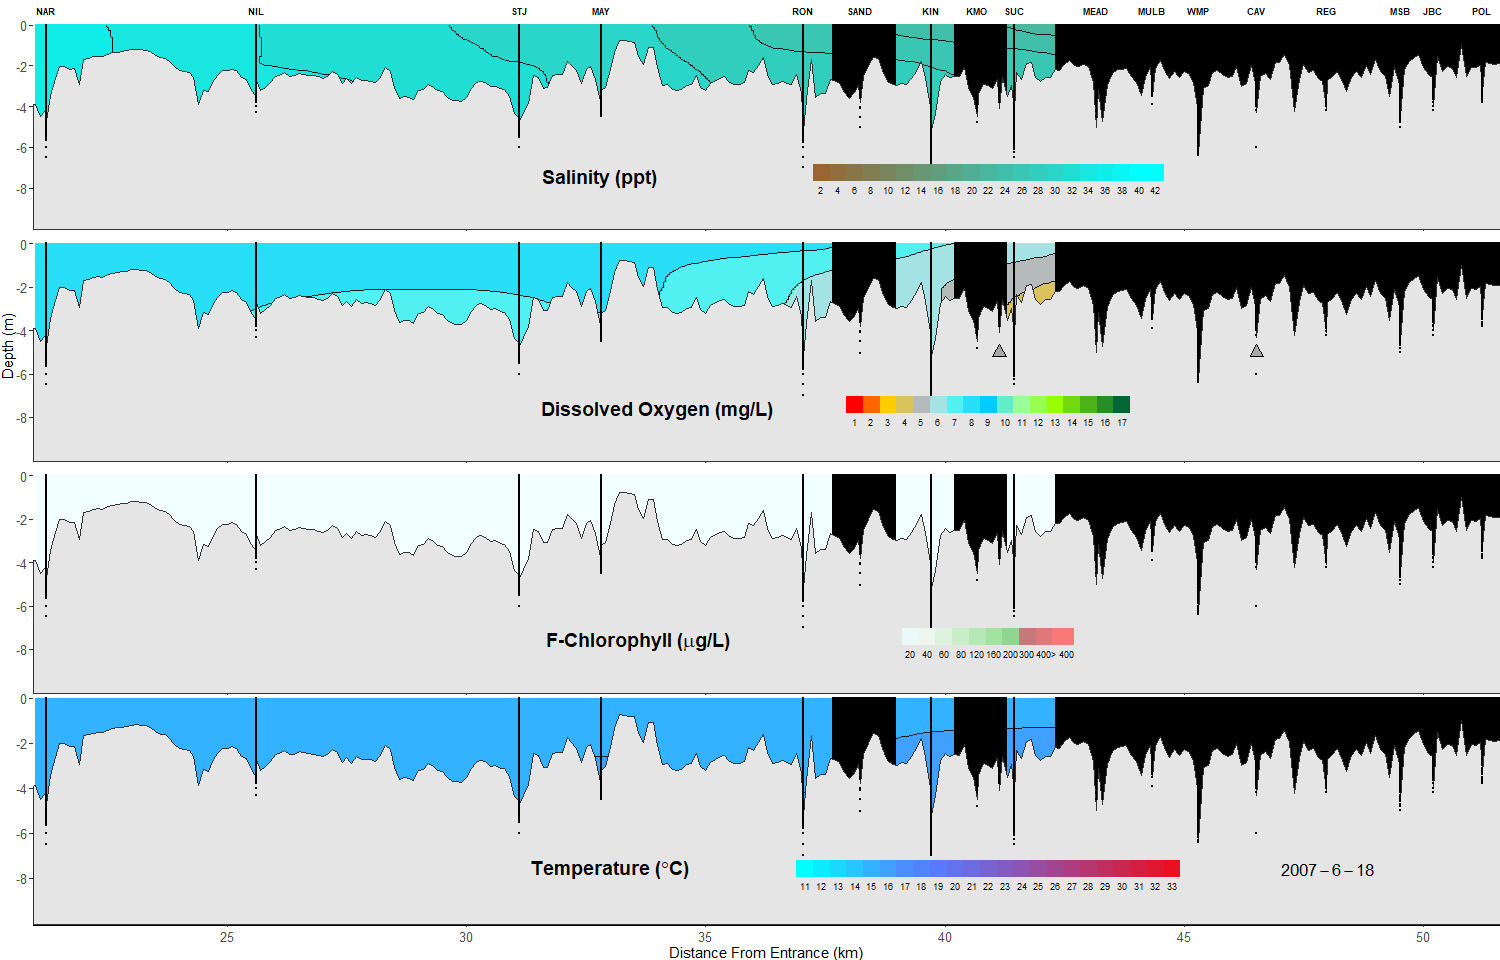 NAR NIL STJ MAY RON SAND KIN KMO SUC MEAD MULB WMP CAV REG MSB JBC POL
0
-2
-4
-6
-8
Salinity (ppt)
2 4 6 8 10 12 14 16 18 20 22 24 26 28 30 32 34 36 38 40 42
0
-2
-4
-6
-8
Depth (m)
Dissolved Oxygen (mg/L)
1 2 3 4 5 6 7 8 9 10 11 12 13 14 15 16 17
0
-2
-4
-6
-8
F-Chlorophyll (μg/L)
20 40 60 80 120 160 200 300 400> 400
0
-2
-4
-6
-8
Temperature (°C)
11 12 13 14 15 16 17 18 19 20 21 22 23 24 25 26 27 28 29 30 31 32 33
2007 – 6 – 18
25 30 35 40 45 50
Distance From Entrance (km)